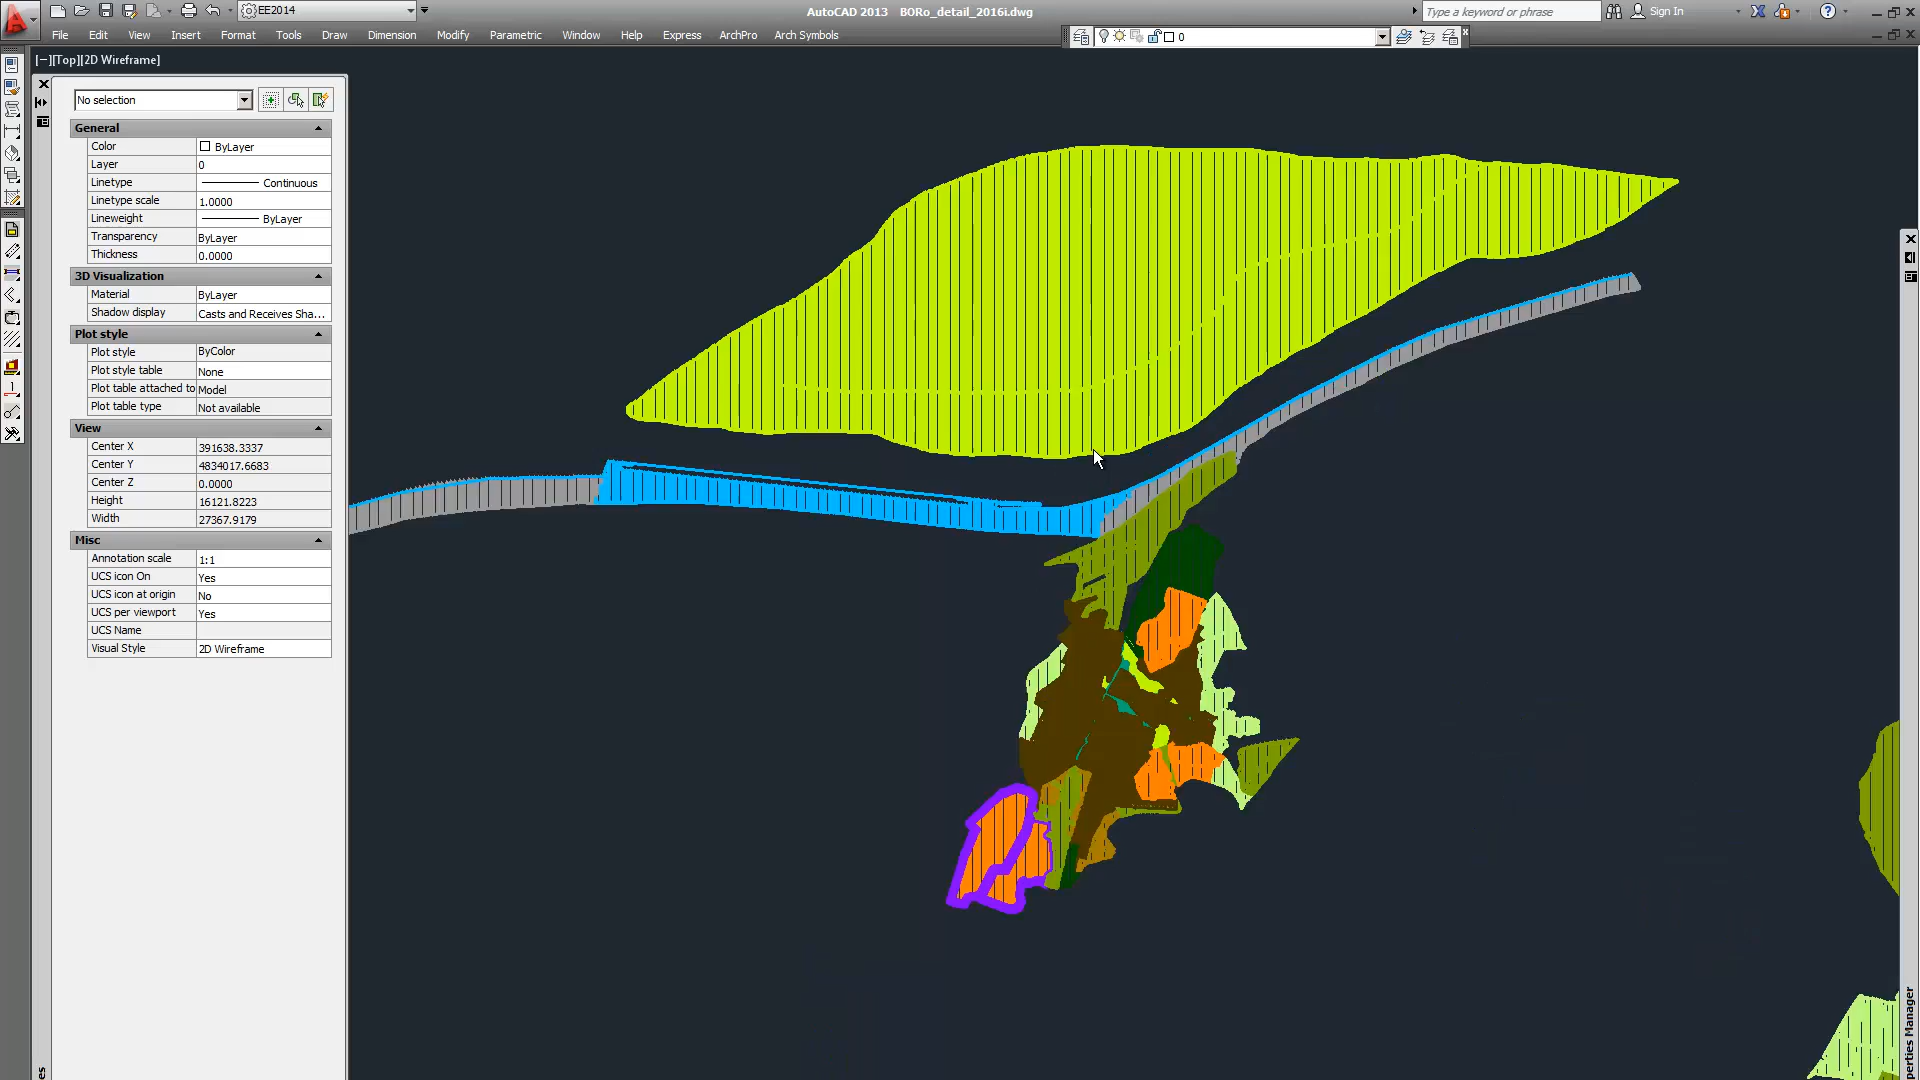 EE2014
AutoCAD 2013 BORo_detail_2016i.dwg
Type a keyword or phrase
Sign In
File Edit View Insert Format Tools Draw Dimension Modify Parametric Window Help Express ArchPro Arch Symbols
0
[−][Top][2D Wireframe]
No selection
General
Color ByLayer
Layer 0
Linetype Continuous
Linetype scale 1.0000
Lineweight ByLayer
Transparency ByLayer
Thickness 0.0000
3D Visualization
Material ByLayer
Shadow display Casts and Receives Sha...
Plot style
Plot style ByColor
Plot style table None
Plot table attached to Model
Plot table type Not available
View
Center X 391638.3337
Center Y 4834017.6683
Center Z 0.0000
Height 16121.8223
Width 27367.9179
Misc
Annotation scale 1:1
UCS icon On Yes
UCS icon at origin No
UCS per viewport Yes
UCS Name
Visual Style 2D Wireframe
es
perties Manager